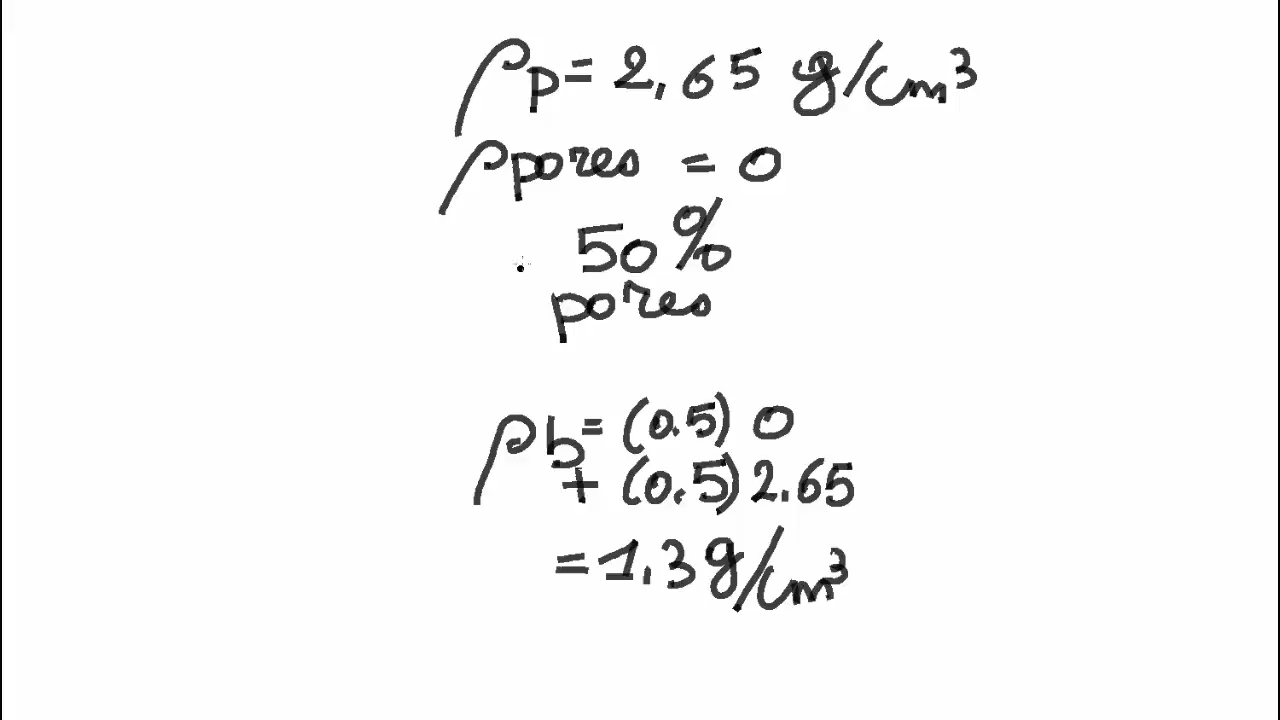 ρp = 2,65 g/cm³
ρpores = 0
50%
pores
ρb = (0.5) 0
+ (0.5) 2.65
= 1.3 g/cm³